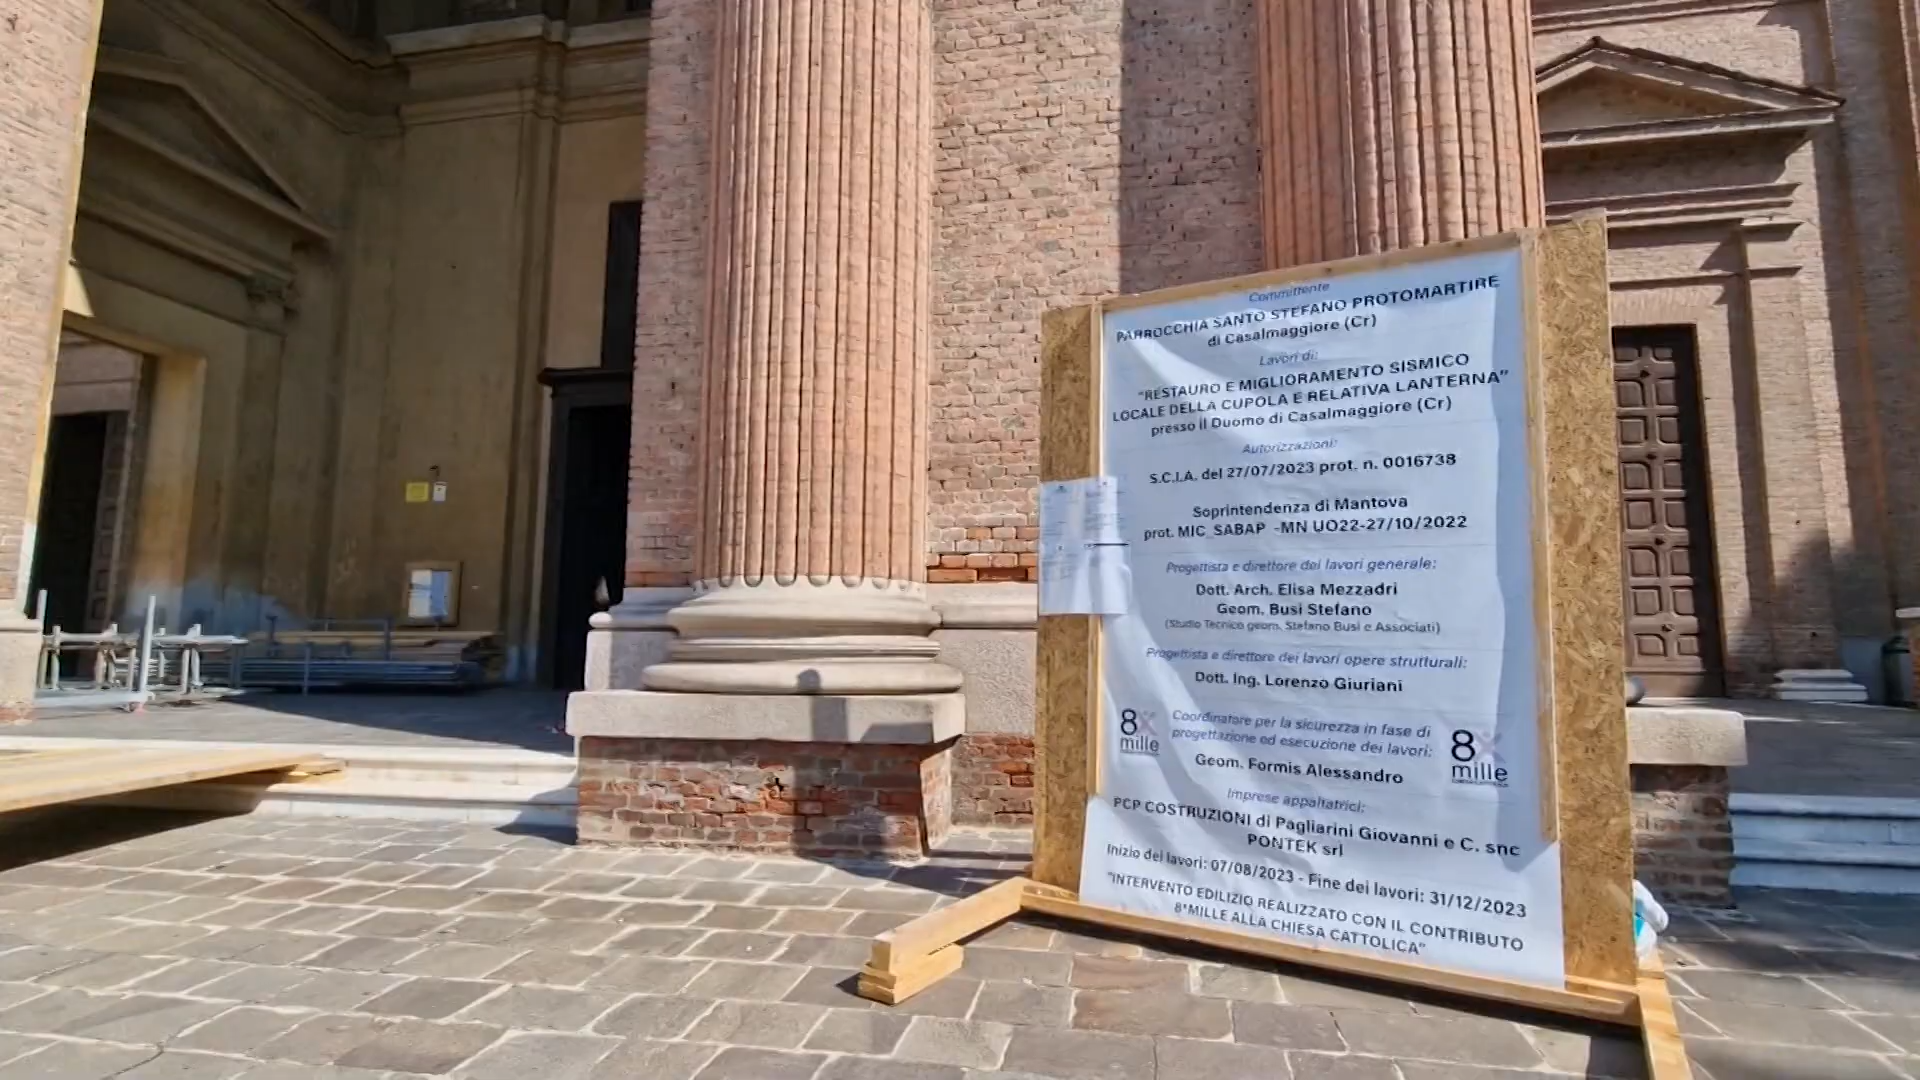 Committente
PARROCCHIA SANTO STEFANO PROTOMARTIRE
di Casalmaggiore (Cr)
Lavori di:
"RESTAURO E MIGLIORAMENTO SISMICO
LOCALE DELLA CUPOLA E RELATIVA LANTERNA"
presso il Duomo di Casalmaggiore (Cr)
Autorizzazioni:
S.C.I.A. del 27/07/2023 prot. n. 0016738
Soprintendenza di Mantova
prot. MIC_SABAP -MN UO22-27/10/2022
Progettista e direttore dei lavori generale:
Dott. Arch. Elisa Mezzadri
Geom. Busi Stefano
(Studio Tecnico geom. Stefano Busi e Associati)
Progettista e direttore dei lavori opere strutturali:
Dott. Ing. Lorenzo Giuriani
8x mille
Coordinatore per la sicurezza in fase di
progettazione ed esecuzione dei lavori:
8x mille
Geom. Formis Alessandro
Imprese appaltatrici:
PCP COSTRUZIONI di Pagliarini Giovanni e C. snc
PONTEK srl
Inizio dei lavori: 07/08/2023 - Fine dei lavori: 31/12/2023
"INTERVENTO EDILIZIO REALIZZATO CON IL CONTRIBUTO
8*MILLE ALLA CHIESA CATTOLICA"